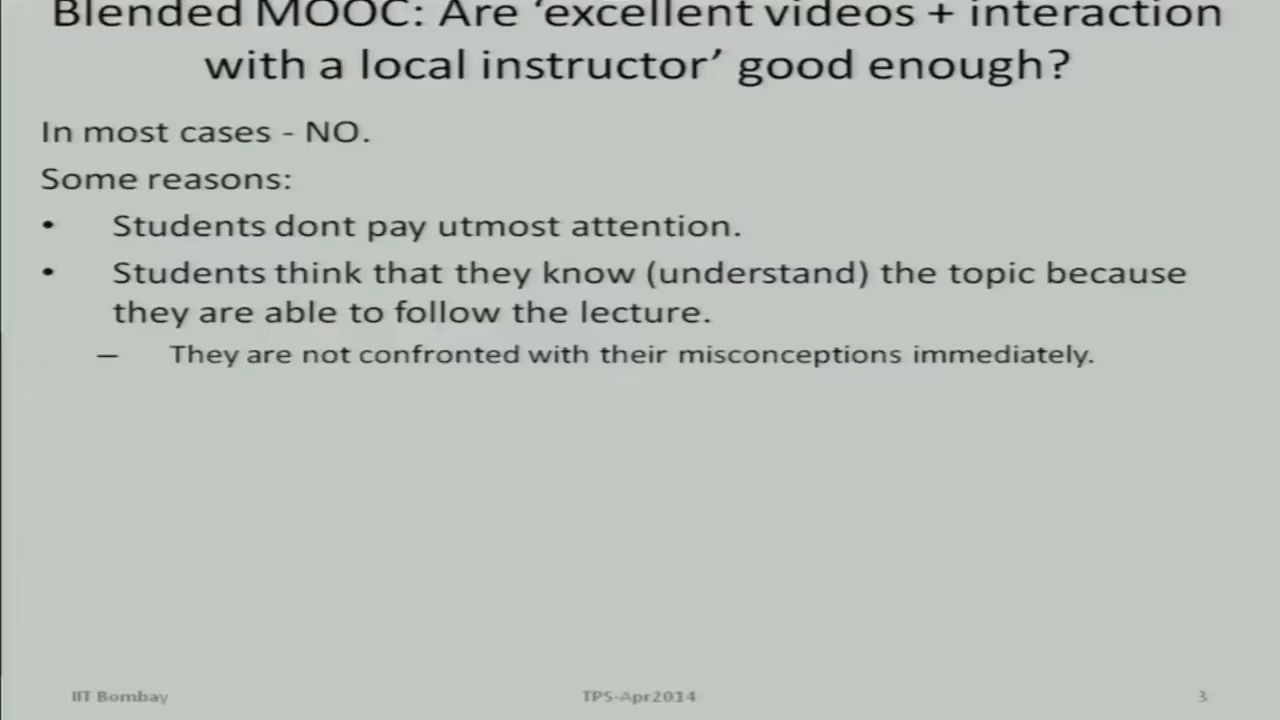 Blended MOOC: Are ‘excellent videos + interaction
with a local instructor’ good enough?
In most cases - NO.
Some reasons:
• Students dont pay utmost attention.
• Students think that they know (understand) the topic because
they are able to follow the lecture.
– They are not confronted with their misconceptions immediately.
IIT Bombay
TPS-Apr2014
3